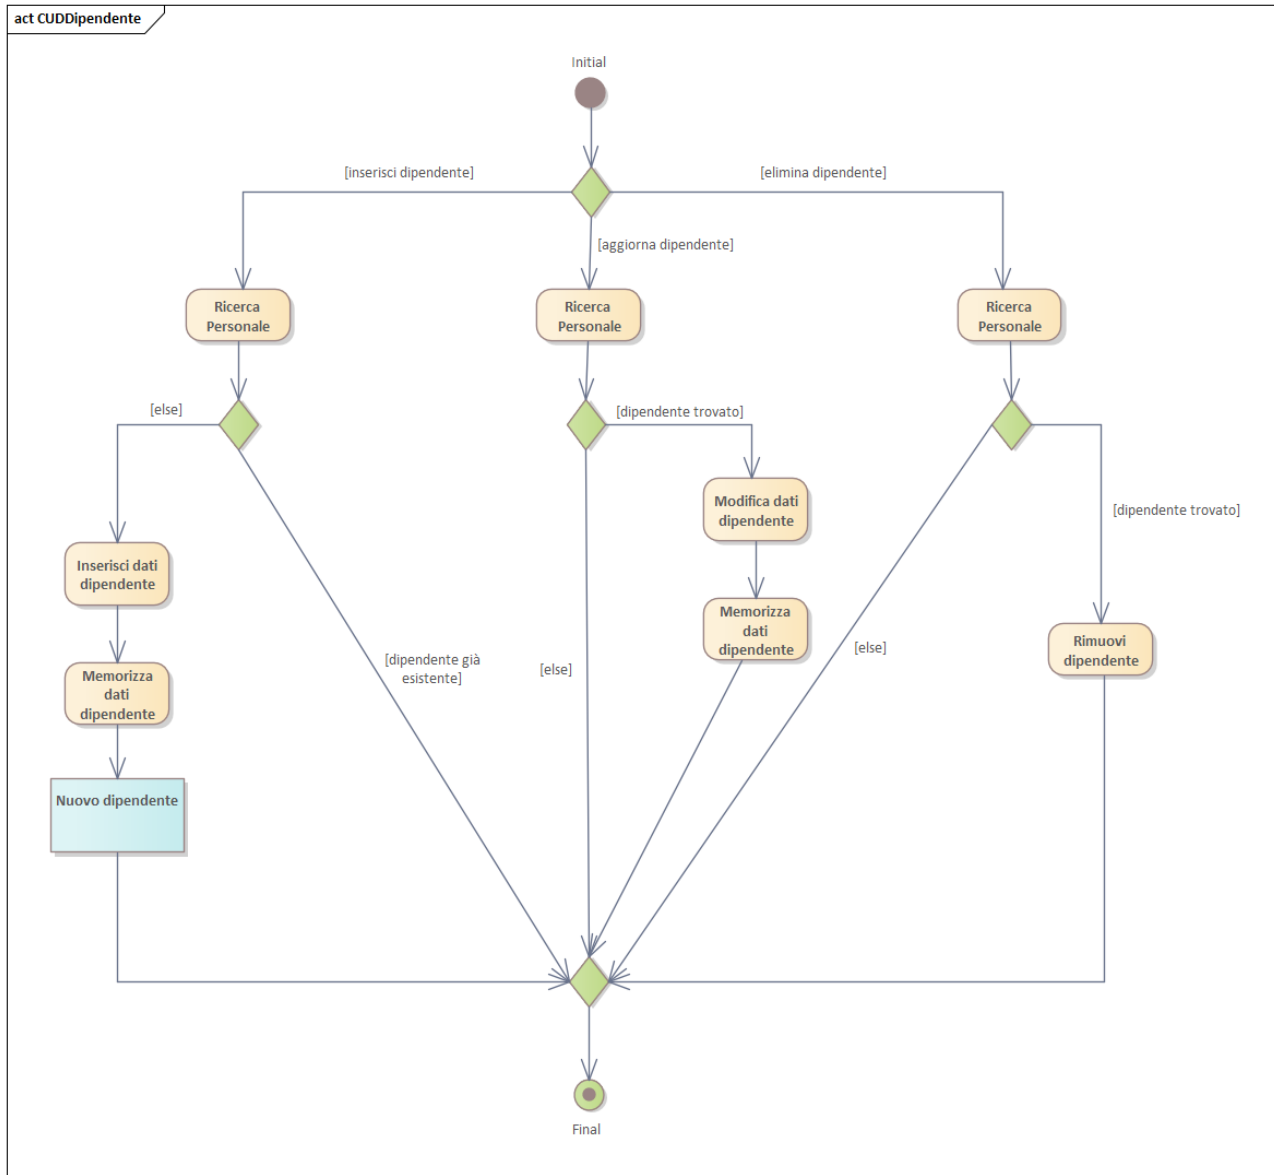 act CUDDipendente
Initial
[inserisci dipendente]
[elimina dipendente]
[aggiorna dipendente]
Ricerca
Personale
Ricerca
Personale
Ricerca
Personale
[else]
[dipendente trovato]
Modifica dati
dipendente
[dipendente trovato]
Inserisci dati
dipendente
Memorizza
dati
dipendente
Rimuovi
dipendente
[else]
[dipendente già
esistente]
[else]
Memorizza
dati
dipendente
Nuovo dipendente
Final